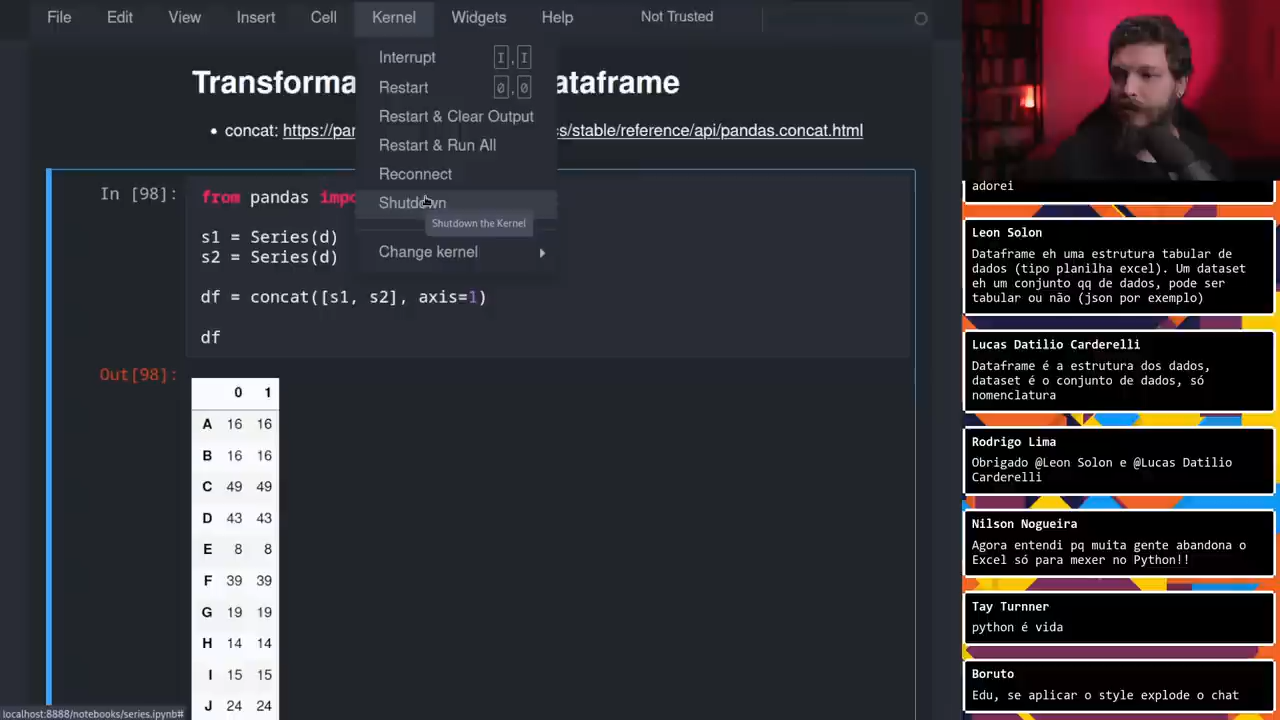 File Edit View Insert Cell Kernel Widgets Help Not Trusted
Interrupt I,I
Restart 0,0
Restart & Clear Output
Restart & Run All
Reconnect
Shutdown
Shutdown the Kernel
Change kernel
Transforma ataframe
concat: https://par s/stable/reference/api/pandas.concat.html
In [98]:
from pandas impo
s1 = Series(d)
s2 = Series(d)
df = concat([s1, s2], axis=1)
df
Out[98]:
0 1
A 16 16
B 16 16
C 49 49
D 43 43
E 8 8
F 39 39
G 19 19
H 14 14
I 15 15
J 24 24
localhost:8888/notebooks/series.ipynb#
adorei
Leon Solon
Dataframe eh uma estrutura tabular de
dados (tipo planilha excel). Um dataset
eh um conjunto qq de dados, pode ser
tabular ou não (json por exemplo)
Lucas Datilio Carderelli
Dataframe é a estrutura dos dados,
dataset é o conjunto de dados, só
nomenclatura
Rodrigo Lima
Obrigado @Leon Solon e @Lucas Datilio
Carderelli
Nilson Nogueira
Agora entendi pq muita gente abandona o
Excel só para mexer no Python!!
Tay Turnner
python é vida
Boruto
Edu, se aplicar o style explode o chat